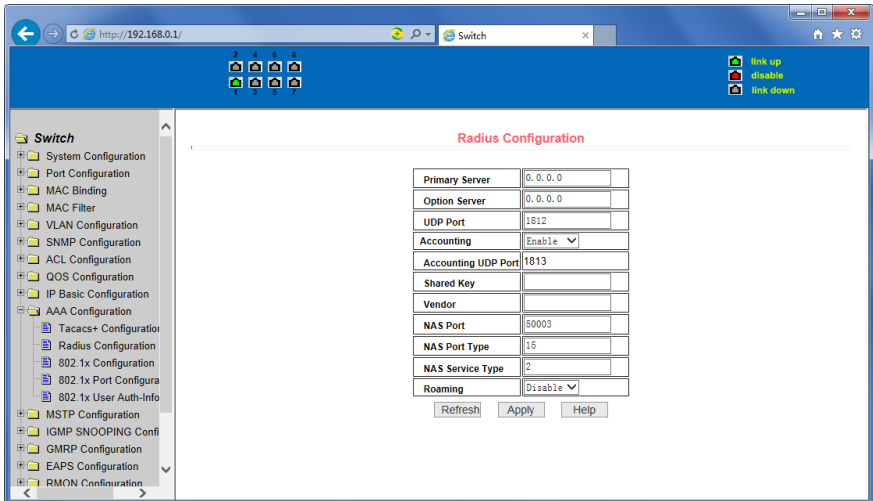 http://192.168.0.1/
Switch
2 4 6 8
1 3 5 7
link up
disable
link down
Switch
System Configuration
Port Configuration
MAC Binding
MAC Filter
VLAN Configuration
SNMP Configuration
ACL Configuration
QOS Configuration
IP Basic Configuration
AAA Configuration
Tacacs+ Configuration
Radius Configuration
802.1x Configuration
802.1x Port Configura
802.1x User Auth-Info
MSTP Configuration
IGMP SNOOPING Confi
GMRP Configuration
EAPS Configuration
RMON Configuration
Radius Configuration
Primary Server 0.0.0.0
Option Server 0.0.0.0
UDP Port 1812
Accounting Enable
Accounting UDP Port 1813
Shared Key
Vendor
NAS Port 50003
NAS Port Type 15
NAS Service Type 2
Roaming Disable
Refresh Apply Help